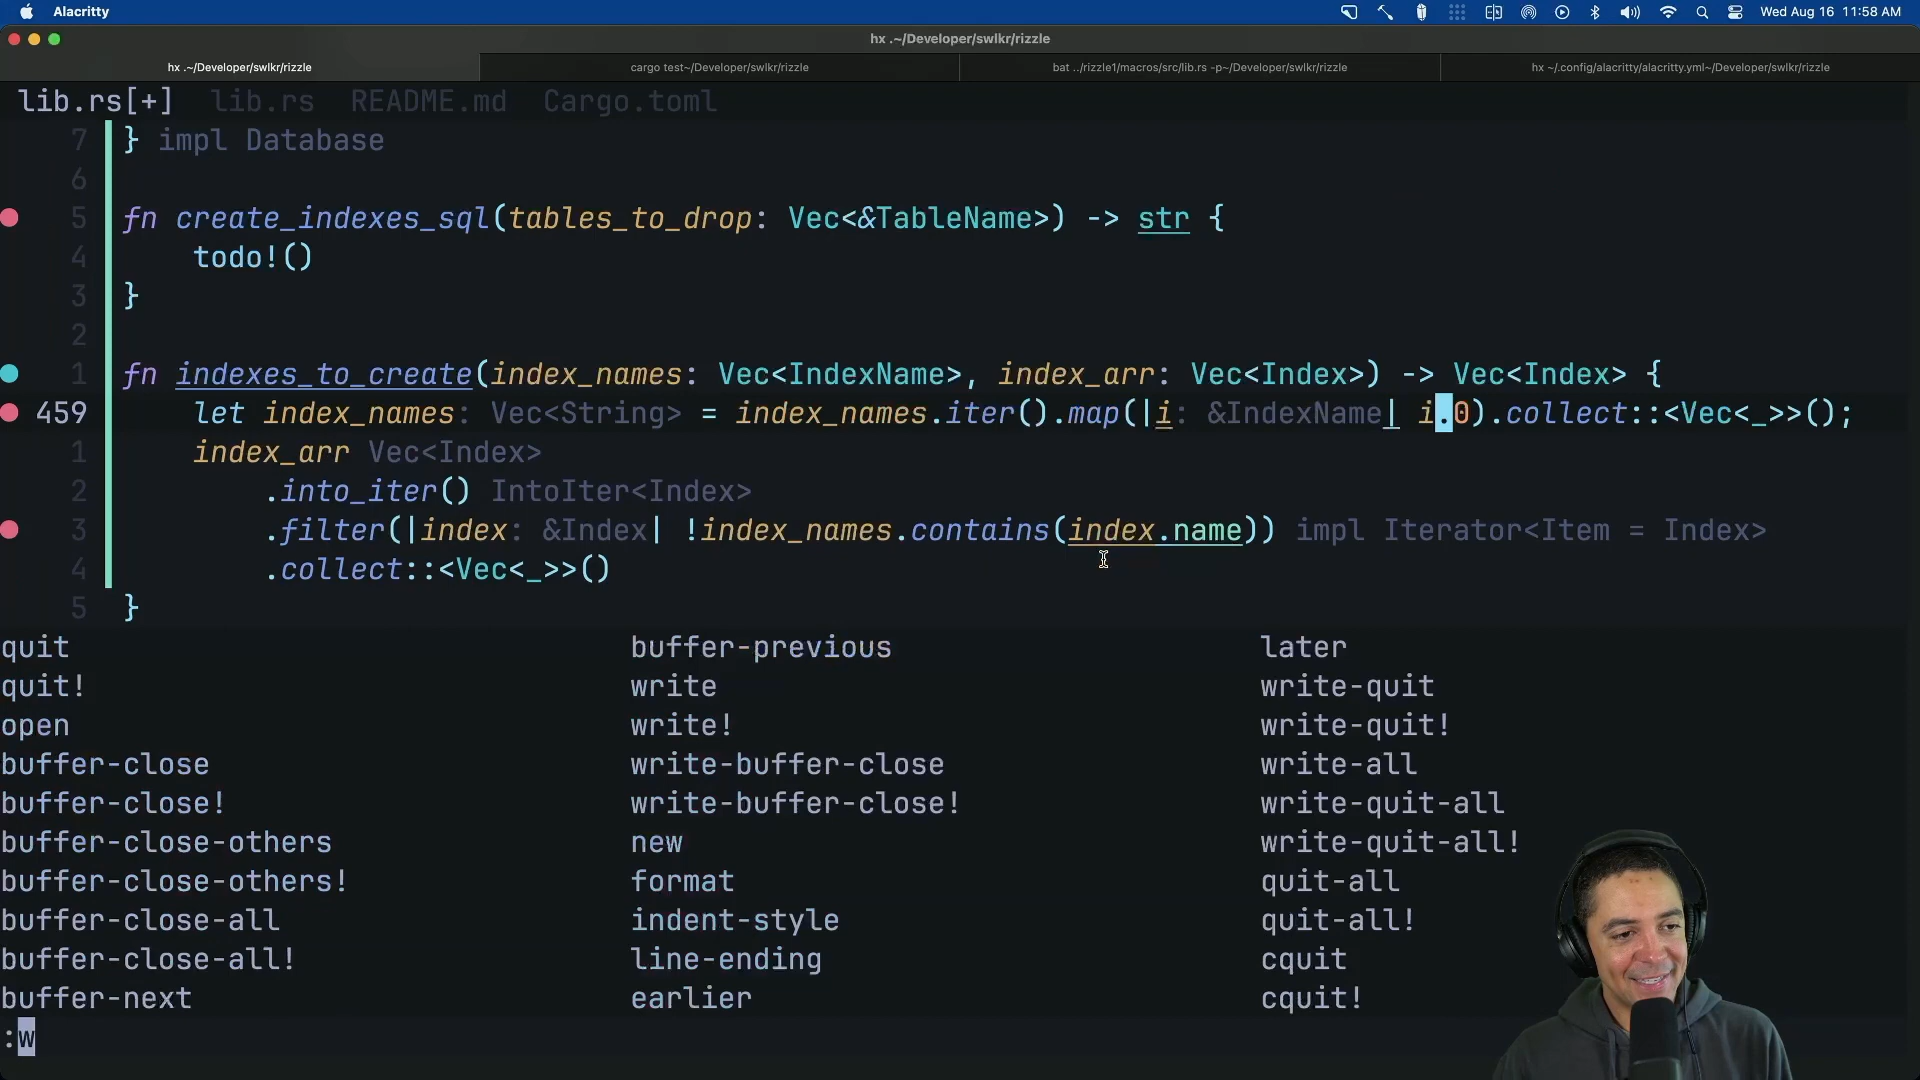 Alacritty
Wed Aug 16 11:58 AM
hx .~/Developer/swlkr/rizzle
hx .~/Developer/swlkr/rizzle cargo test~/Developer/swlkr/rizzle bat ../rizzle1/macros/src/lib.rs -p~/Developer/swlkr/rizzle hx ~/.config/alacritty/alacritty.yml~/Developer/swlkr/rizzle
lib.rs[+] lib.rs README.md Cargo.toml
7 } impl Database
6
5 fn create_indexes_sql(tables_to_drop: Vec<&TableName>) -> str {
4 todo!()
3 }
2
1 fn indexes_to_create(index_names: Vec<IndexName>, index_arr: Vec<Index>) -> Vec<Index> {
459 let index_names: Vec<String> = index_names.iter().map(|i: &IndexName| i.0).collect::<Vec<_>>();
1 index_arr Vec<Index>
2 .into_iter() IntoIter<Index>
3 .filter(|index: &Index| !index_names.contains(index.name)) impl Iterator<Item = Index>
4 .collect::<Vec<_>>()
5 }
quit buffer-previous later
quit! write write-quit
open write! write-quit!
buffer-close write-buffer-close write-all
buffer-close! write-buffer-close! write-quit-all
buffer-close-others new write-quit-all!
buffer-close-others! format quit-all
buffer-close-all indent-style quit-all!
buffer-close-all! line-ending cquit
buffer-next earlier cquit!
:w